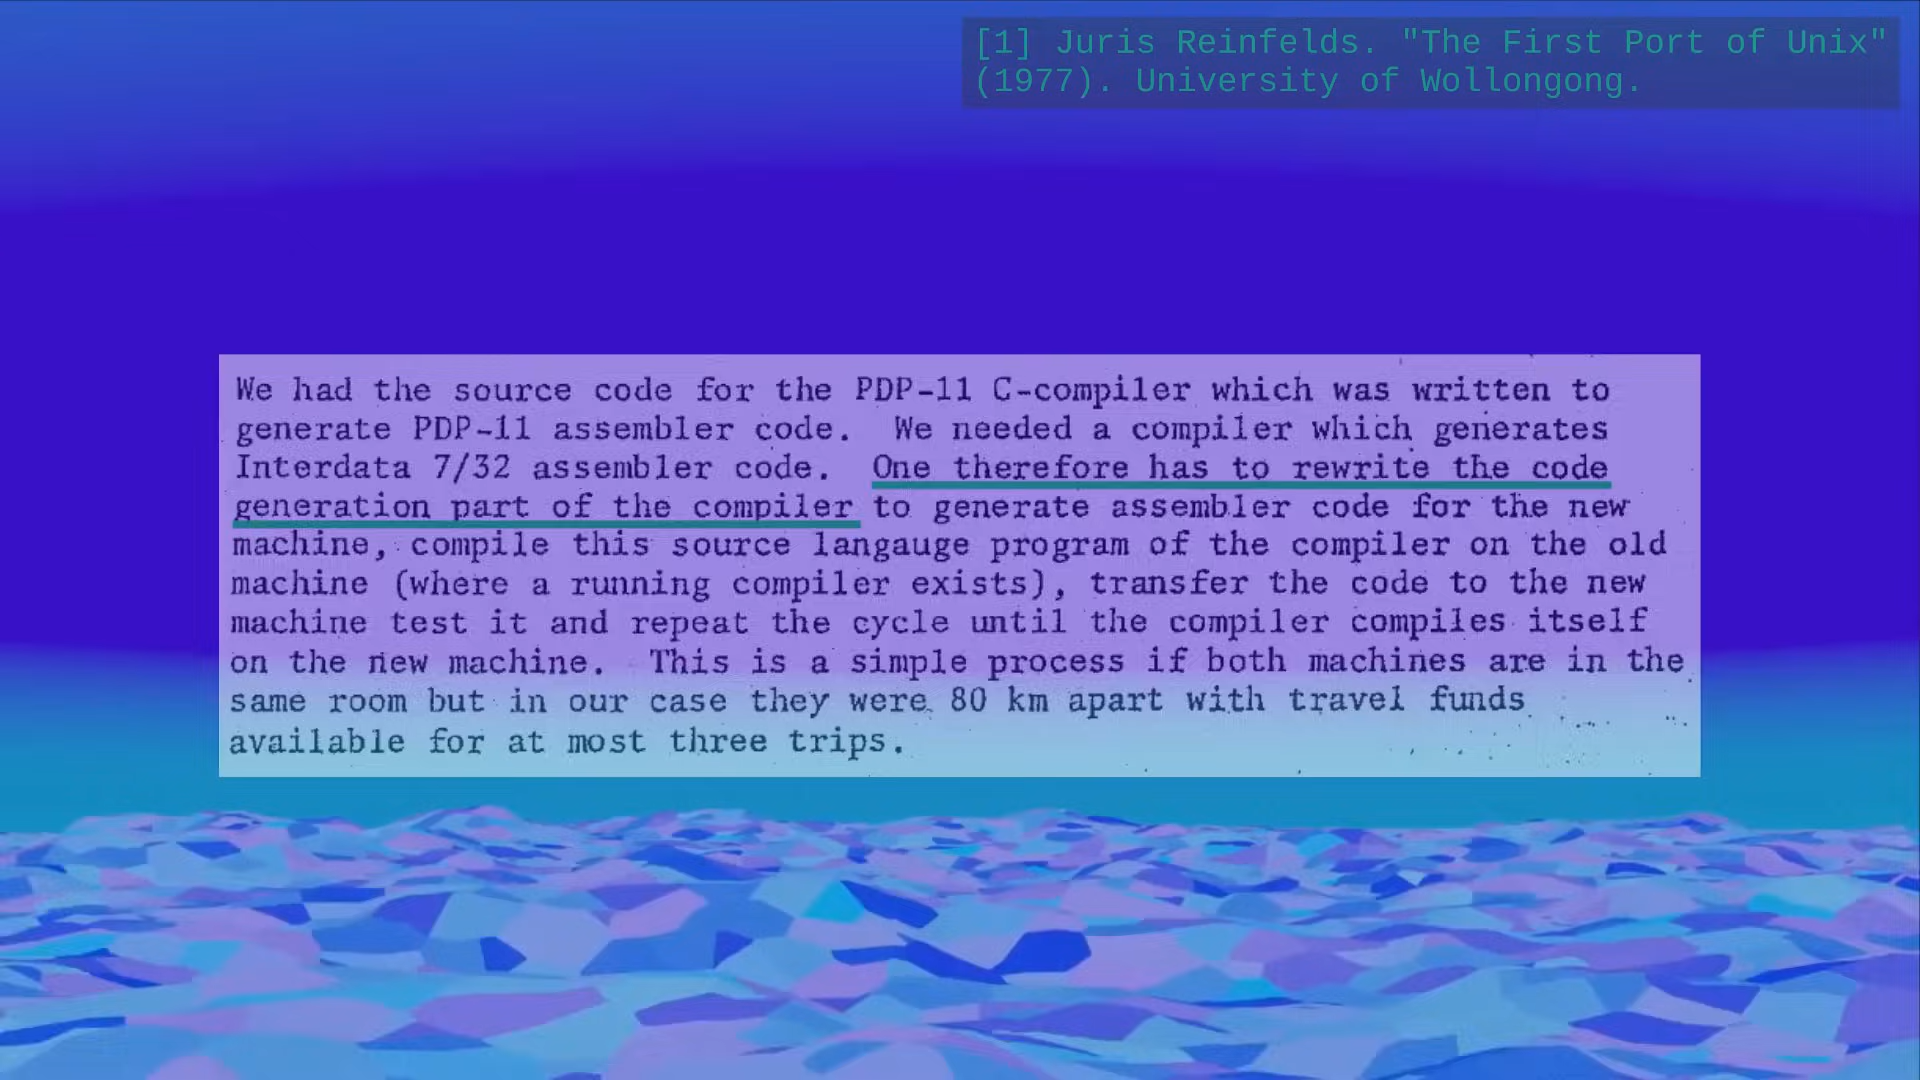 [1] Juris Reinfelds. "The First Port of Unix"
(1977). University of Wollongong.
We had the source code for the PDP-11 C-compiler which was written to
generate PDP-11 assembler code. We needed a compiler which generates
Interdata 7/32 assembler code. One therefore has to rewrite the code
generation part of the compiler to generate assembler code for the new
machine, compile this source langauge program of the compiler on the old
machine (where a running compiler exists), transfer the code to the new
machine test it and repeat the cycle until the compiler compiles itself
on the new machine. This is a simple process if both machines are in the
same room but in our case they were 80 km apart with travel funds
available for at most three trips.